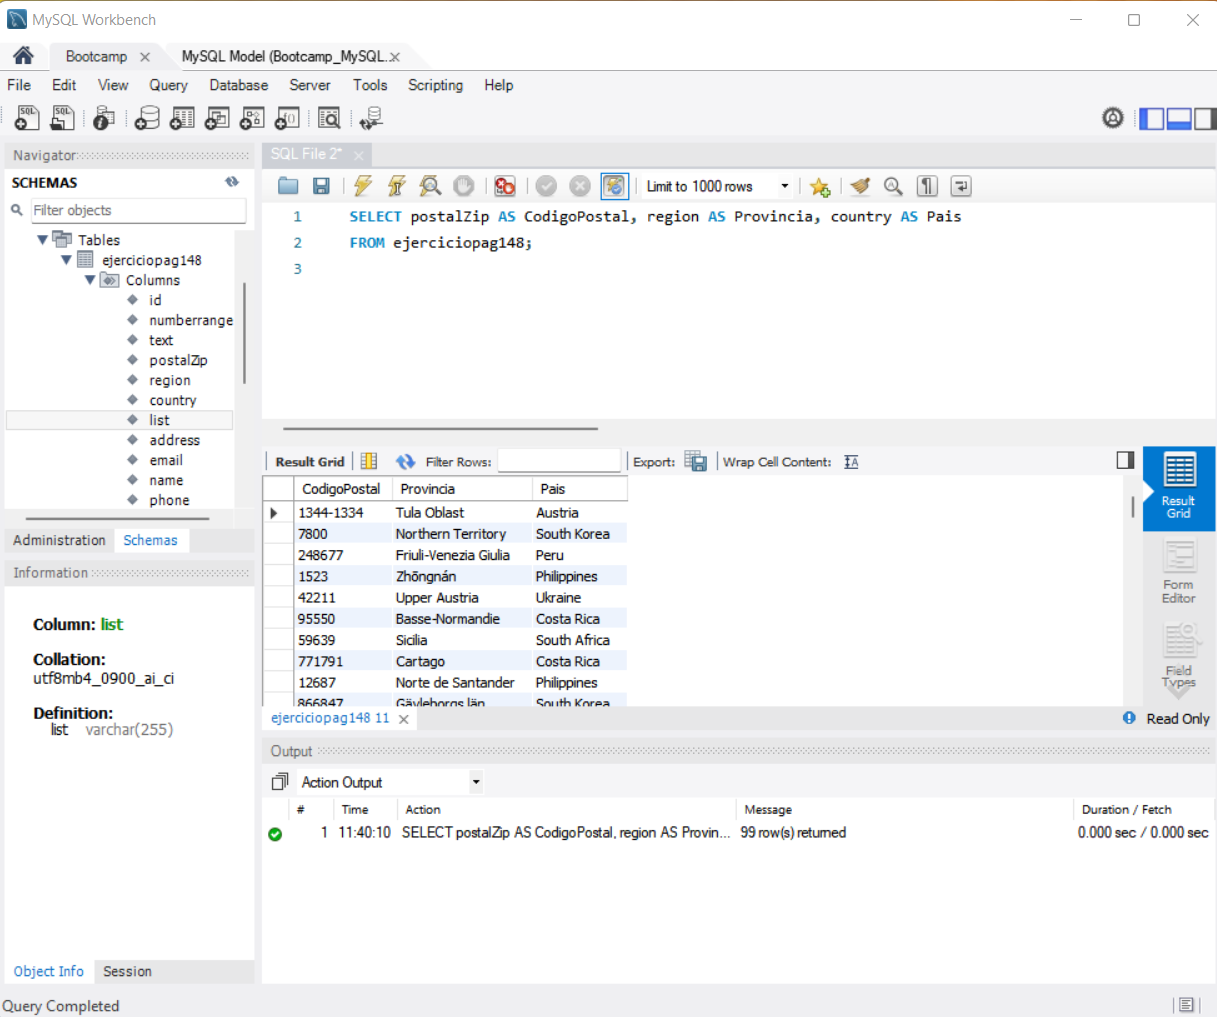 MySQL Workbench
Bootcamp
MySQL Model (Bootcamp_MySQL..
File Edit View Query Database Server Tools Scripting Help
Navigator
SQL File 2*
SCHEMAS
Filter objects
Limit to 1000 rows
Tables
ejerciciopag148
Columns
id
numberrange
text
postalZip
region
country
list
address
email
name
phone
1 SELECT postalZip AS CodigoPostal, region AS Provincia, country AS Pais
2 FROM ejerciciopag148;
3
Result Grid Filter Rows: Export: Wrap Cell Content:
CodigoPostal Provincia Pais
1344-1334 Tula Oblast Austria
7800 Northern Territory South Korea
248677 Friuli-Venezia Giulia Peru
1523 Zhōngnán Philippines
42211 Upper Austria Ukraine
95550 Basse-Normandie Costa Rica
59639 Sicilia South Africa
771791 Cartago Costa Rica
12687 Norte de Santander Philippines
866847 Gävleborgs län South Korea
Result
Grid
Form
Editor
Field
Types
ejerciciopag148 11
Read Only
Administration Schemas
Information
Column: list
Collation:
utf8mb4_0900_ai_ci
Definition:
list varchar(255)
Output
Action Output
# Time Action Message Duration / Fetch
1 11:40:10 SELECT postalZip AS CodigoPostal, region AS Provin... 99 row(s) returned 0.000 sec / 0.000 sec
Object Info Session
Query Completed